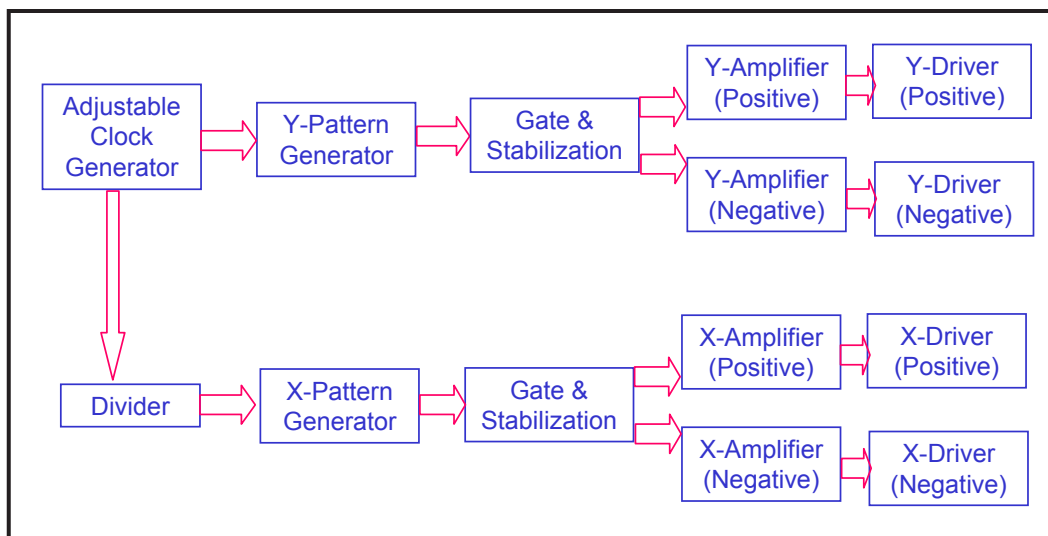 Adjustable
Clock
Generator
Y-Pattern
Generator
Gate &
Stabilization
Y-Amplifier
(Positive)
Y-Driver
(Positive)
Y-Amplifier
(Negative)
Y-Driver
(Negative)
Divider
X-Pattern
Generator
Gate &
Stabilization
X-Amplifier
(Positive)
X-Driver
(Positive)
X-Amplifier
(Negative)
X-Driver
(Negative)